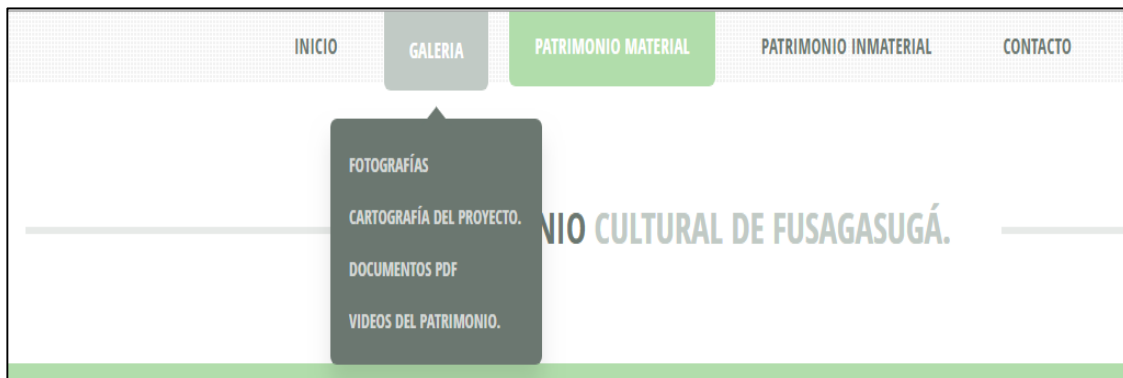 INICIO GALERIA PATRIMONIO MATERIAL PATRIMONIO INMATERIAL CONTACTO
FOTOGRAFÍAS
CARTOGRAFÍA DEL PROYECTO.
NIO CULTURAL DE FUSAGASUGÁ.
DOCUMENTOS PDF
VIDEOS DEL PATRIMONIO.